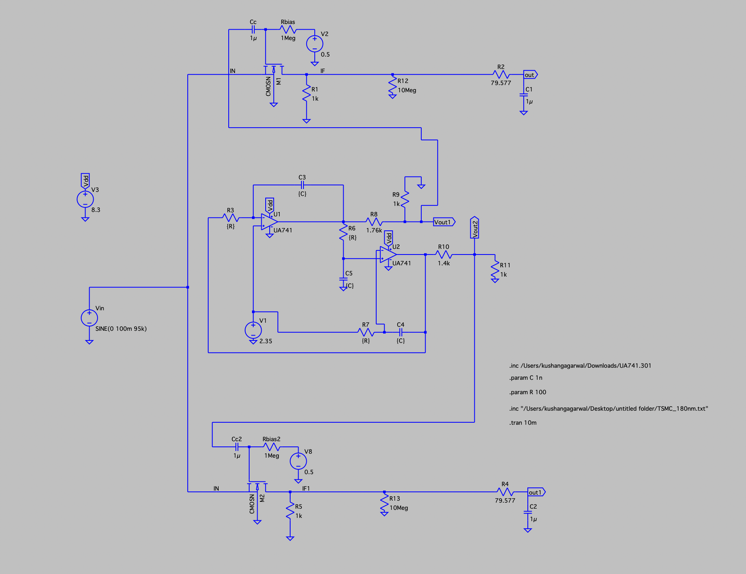 Cc
1µ
Rbias
1Meg
V2
0.5
IN
CMOSN
M1
IF
R1
1k
R12
10Meg
R2
79.577
out
C1
1µ
Vdd
V3
8.3
C3
{C}
R9
1k
R3
{R}
Vdd
U1
UA741
R8
1.76k
Vout1
Vout2
R6
{R}
Vdd
U2
UA741
R10
1.4k
R11
1k
C5
{C}
Vin
SINE(0 100m 95k)
V1
2.35
R7
{R}
C4
{C}
.inc /Users/kushangagarwal/Downloads/UA741.301
.param C 1n
.param R 100
.inc "/Users/kushangagarwal/Desktop/untitled folder/TSMC_180nm.txt"
.tran 10m
Cc2
1µ
Rbias2
1Meg
V8
0.5
IN
CMOSN
M2
IF1
R5
1k
R13
10Meg
R4
79.577
out1
C2
1µ